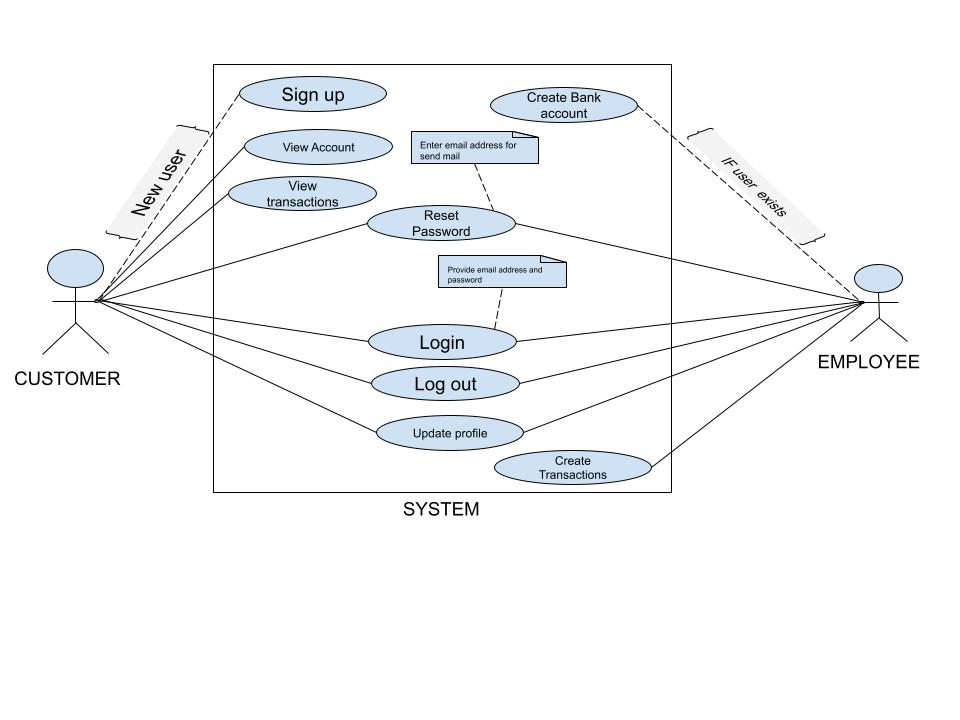 Sign up
Create Bank
account
New user
View Account
Enter email address for
send mail
IF user exists
View
transactions
Reset
Password
Provide email address and
password
Login
EMPLOYEE
CUSTOMER
Log out
Update profile
Create
Transactions
SYSTEM